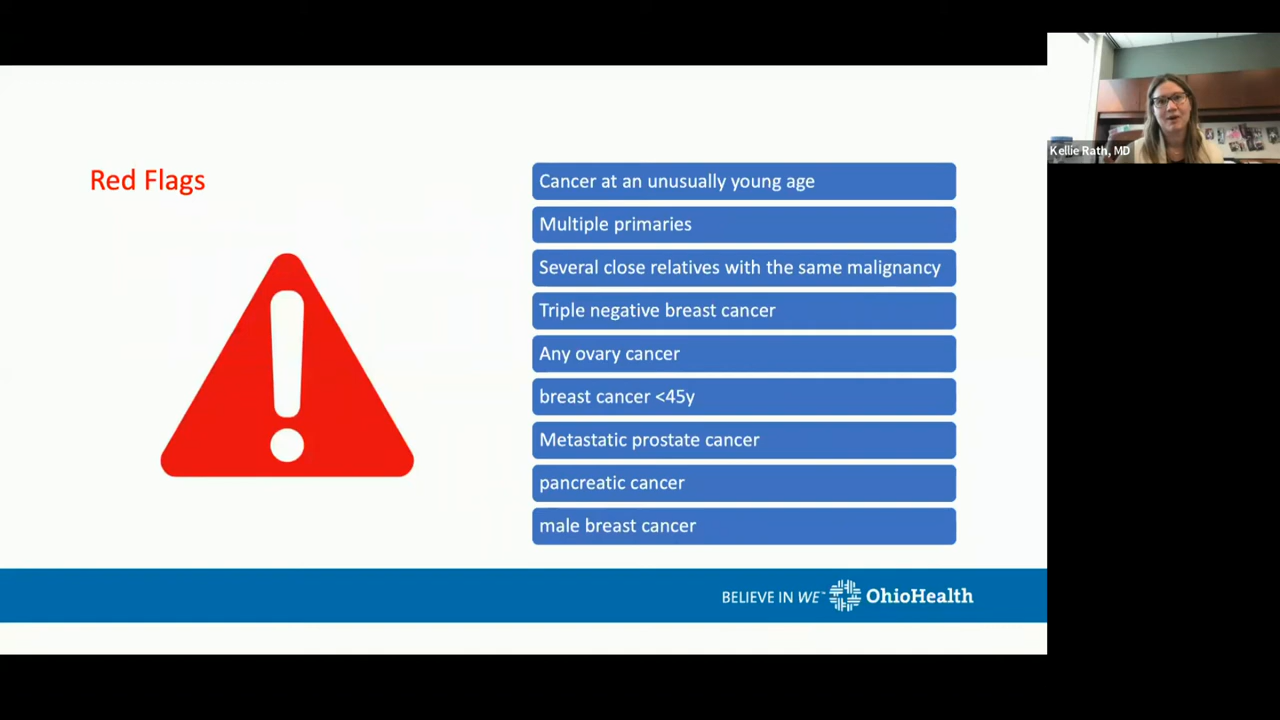 Red Flags
Cancer at an unusually young age
Multiple primaries
Several close relatives with the same malignancy
Triple negative breast cancer
Any ovary cancer
breast cancer <45y
Metastatic prostate cancer
pancreatic cancer
male breast cancer
BELIEVE IN WE™ OhioHealth
Kellie Rath, MD